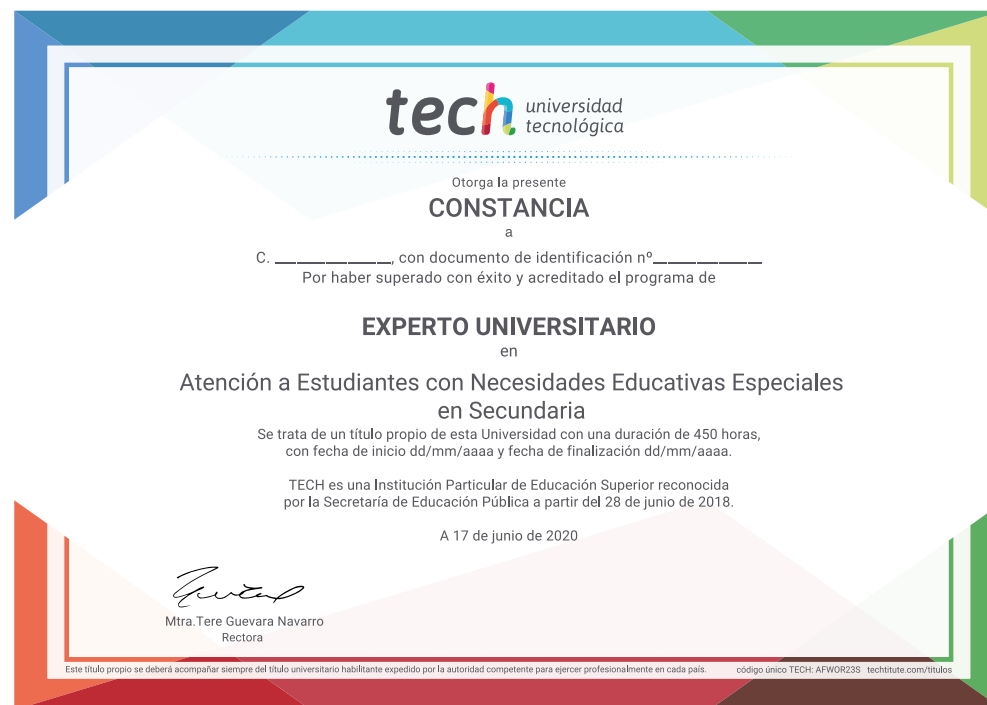 tech universidad
tecnológica
Otorga la presente
CONSTANCIA
a
C. ________________, con documento de identificación nº_______________
Por haber superado con éxito y acreditado el programa de
EXPERTO UNIVERSITARIO
en
Atención a Estudiantes con Necesidades Educativas Especiales
en Secundaria
Se trata de un título propio de esta Universidad con una duración de 450 horas,
con fecha de inicio dd/mm/aaaa y fecha de finalización dd/mm/aaaa.
TECH es una Institución Particular de Educación Superior reconocida
por la Secretaría de Educación Pública a partir del 28 de junio de 2018.
A 17 de junio de 2020
Mtra.Tere Guevara Navarro
Rectora
Este título propio se deberá acompañar siempre del título universitario habilitante expedido por la autoridad competente para ejercer profesionalmente en cada país. código único TECH: AFWOR23S techtitute.com/titulos